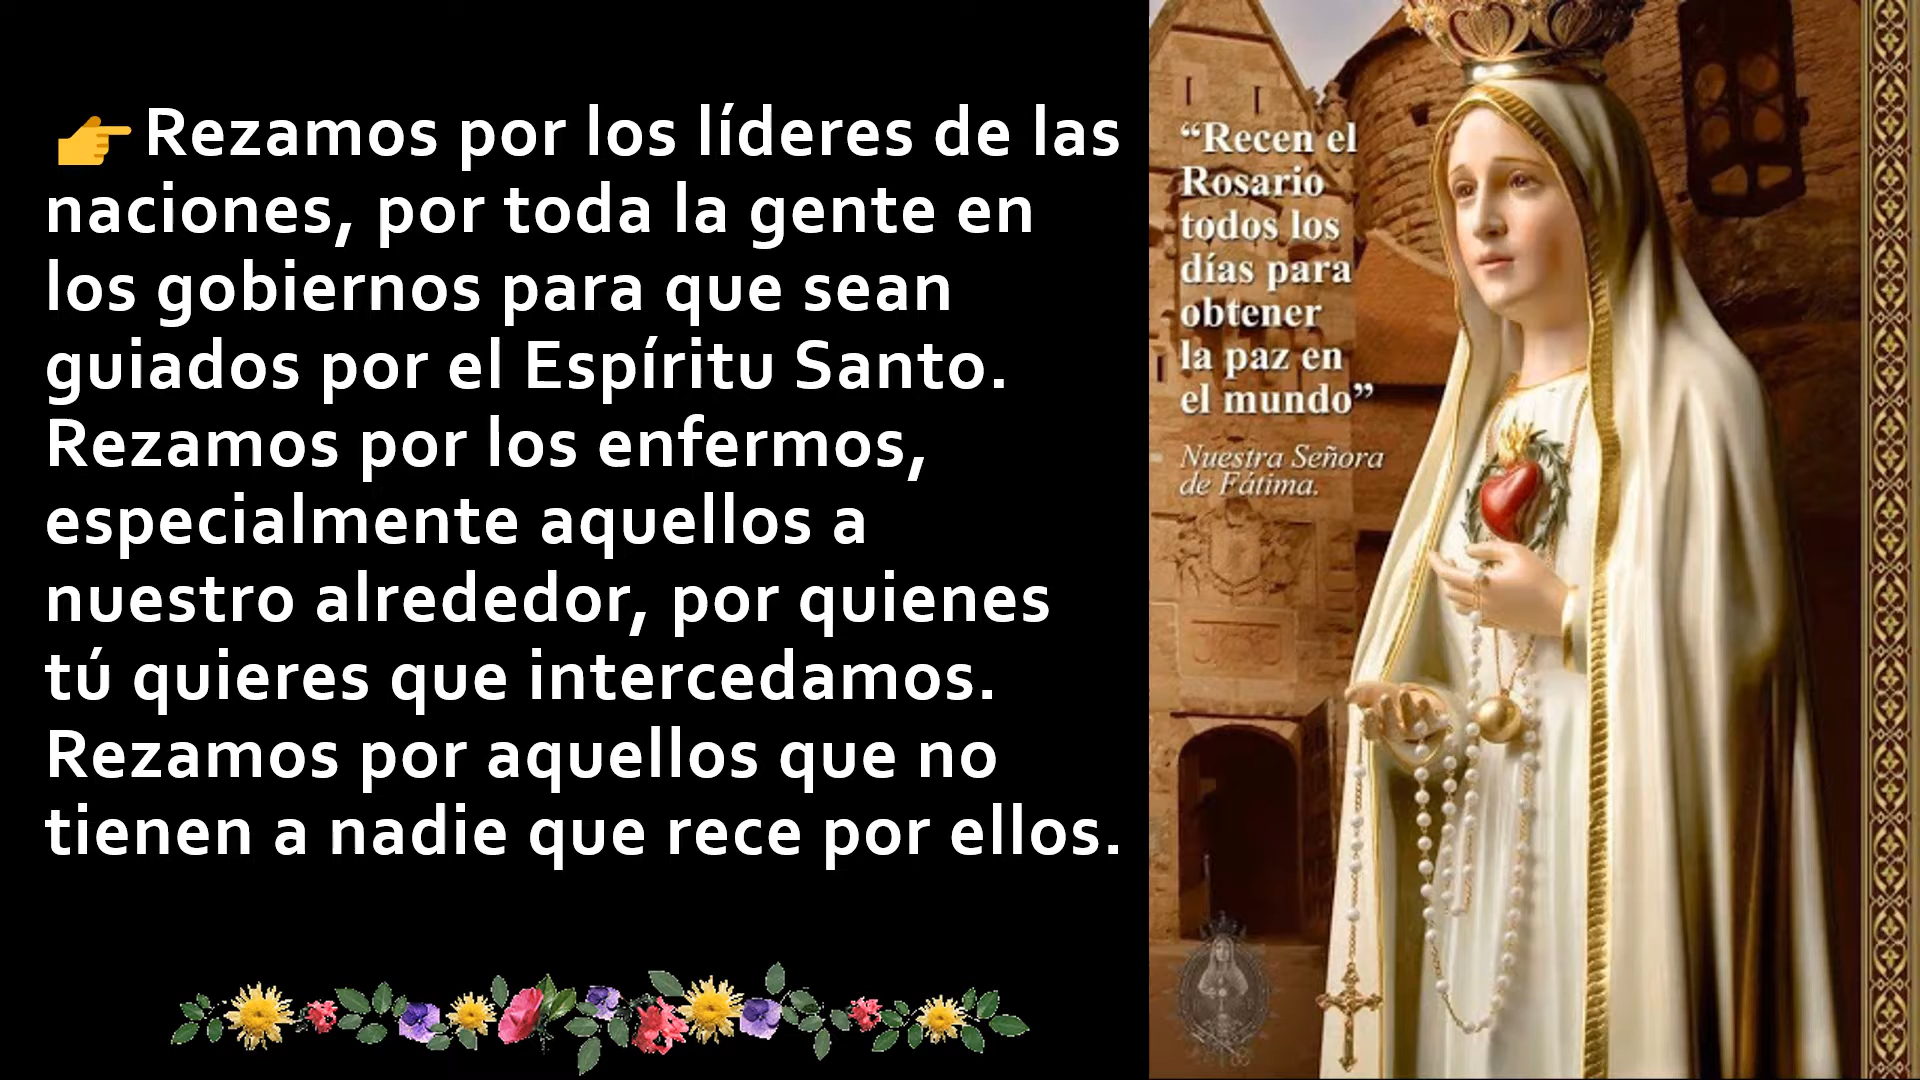 👉Rezamos por los líderes de las
naciones, por toda la gente en
los gobiernos para que sean
guiados por el Espíritu Santo.
Rezamos por los enfermos,
especialmente aquellos a
nuestro alrededor, por quienes
tú quieres que intercedamos.
Rezamos por aquellos que no
tienen a nadie que rece por ellos.
“Recen el
Rosario
todos los
días para
obtener
la paz en
el mundo”
Nuestra Señora
de Fátima.